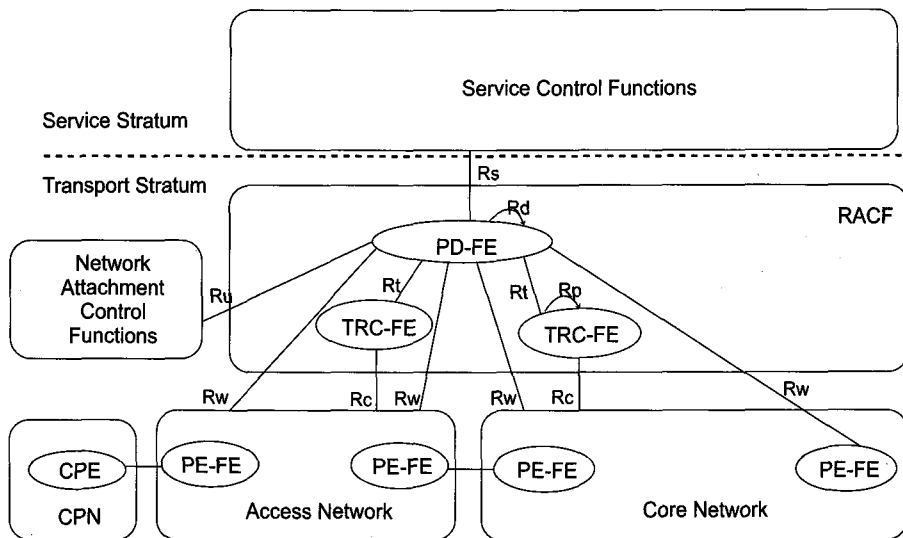 Service Control Functions
Service Stratum
Transport Stratum
Rs
Rd
RACF
PD-FE
Network
Attachment
Control
Functions
Ru
Rt
Rt
Rp
TRC-FE
TRC-FE
Rw
Rc
Rw
Rw
Rc
Rw
CPE
PE-FE
PE-FE
PE-FE
PE-FE
CPN
Access Network
Core Network